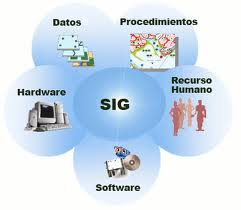 Datos
Procedimientos
Hardware
SIG
Recurso
Humano
Software